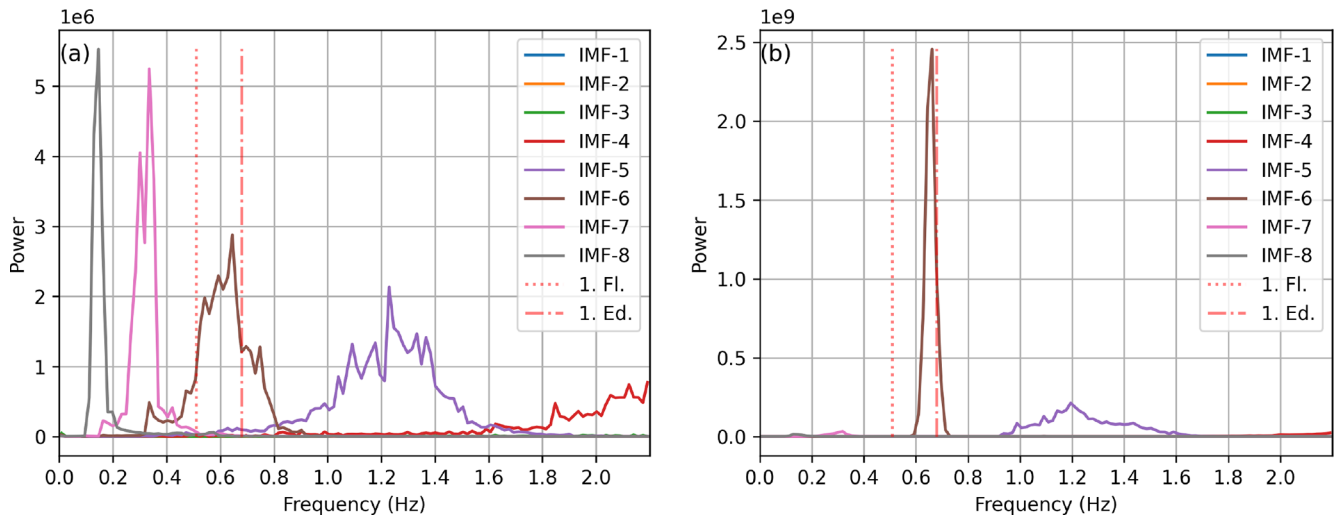 1e6
(a)
5
4
3
2
1
0
Power
0.0 0.2 0.4 0.6 0.8 1.0 1.2 1.4 1.6 1.8 2.0
Frequency (Hz)
IMF-1
IMF-2
IMF-3
IMF-4
IMF-5
IMF-6
IMF-7
IMF-8
1. Fl.
1. Ed.
1e9
(b)
2.5
2.0
1.5
1.0
0.5
0.0
Power
0.0 0.2 0.4 0.6 0.8 1.0 1.2 1.4 1.6 1.8 2.0
Frequency (Hz)
IMF-1
IMF-2
IMF-3
IMF-4
IMF-5
IMF-6
IMF-7
IMF-8
1. Fl.
1. Ed.